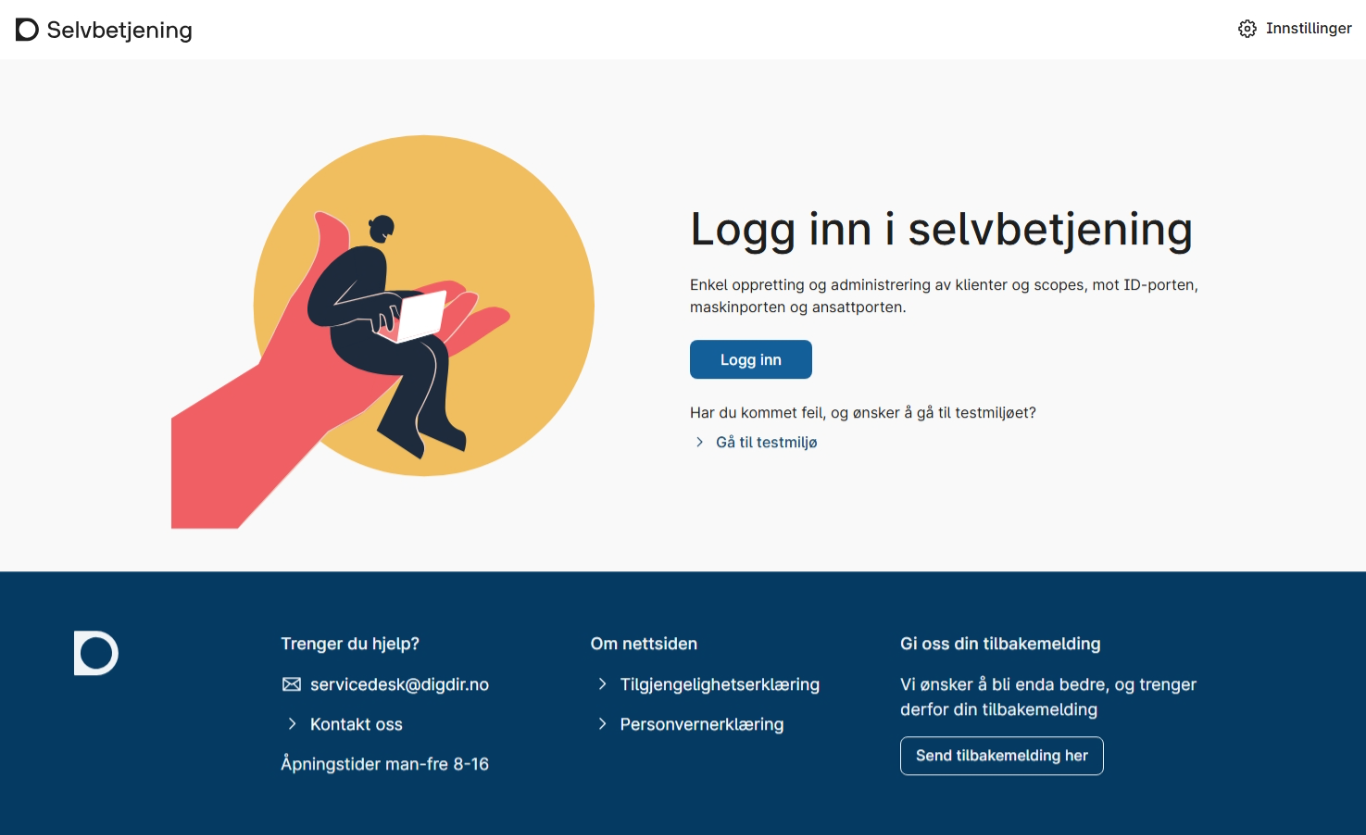 Selvbetjening
Innstillinger
Logg inn i selvbetjening
Enkel oppretting og administrering av klienter og scopes, mot ID-porten,
maskinporten og ansattporten.
Logg inn
Har du kommet feil, og ønsker å gå til testmiljøet?
Gå til testmiljø
Trenger du hjelp?
servicedesk@digdir.no
Kontakt oss
Åpningstider man-fre 8-16
Om nettsiden
Tilgjengelighetserklæring
Personvernerklæring
Gi oss din tilbakemelding
Vi ønsker å bli enda bedre, og trenger
derfor din tilbakemelding
Send tilbakemelding her